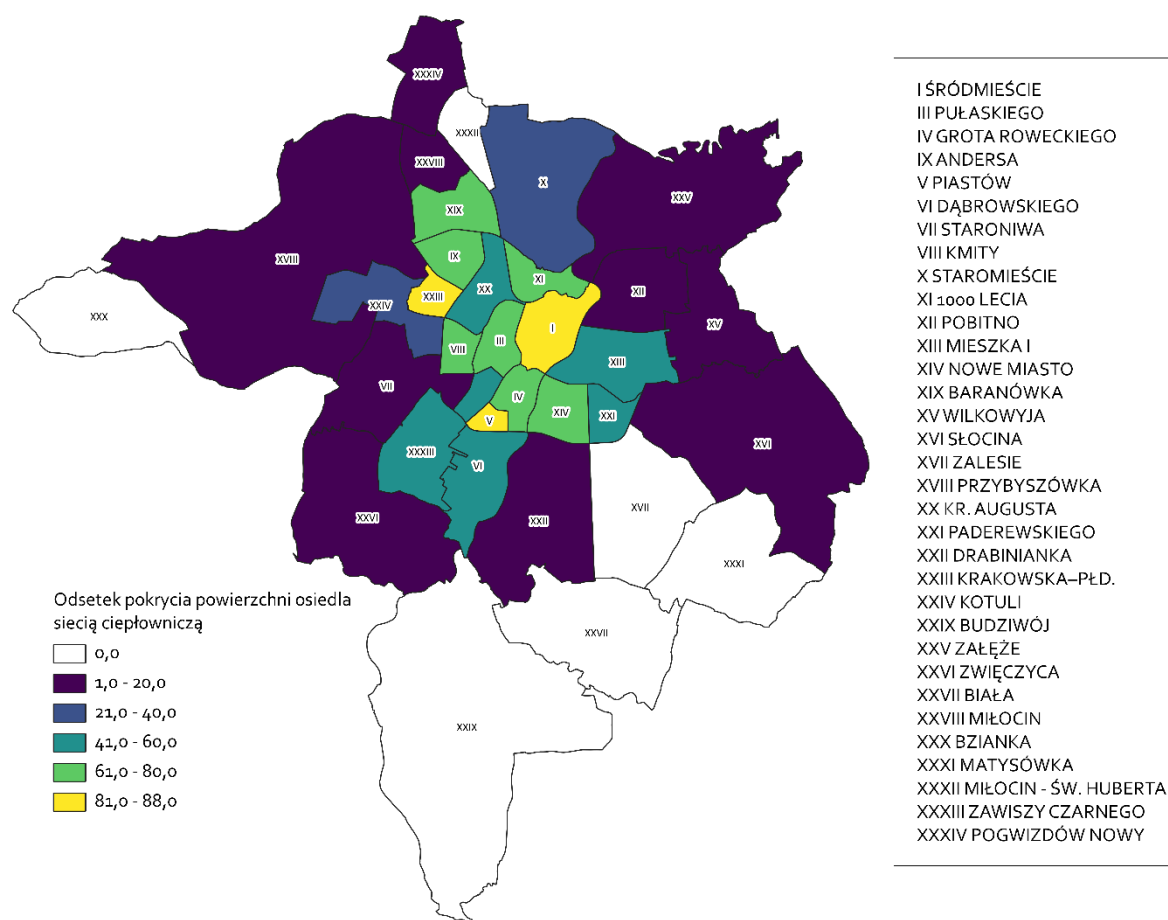 XXXIV
XXXII
XXVIII
X
XXV
XIX
IX
XVIII
XI
XX
XII
XXIII
XXIV
XXX
XV
I
III
VIII
XIII
VII
IV
XIV
XXI
V
XVI
XXXIII
VI
XVII
XXVI
XXII
XXXI
XXVII
XXIX
Odsetek pokrycia powierzchni osiedla
siecią ciepłowniczą
0,0
1,0 - 20,0
21,0 - 40,0
41,0 - 60,0
61,0 - 80,0
81,0 - 88,0
I ŚRÓDMIEŚCIE
III PUŁASKIEGO
IV GROTA ROWECKIEGO
IX ANDERSA
V PIASTÓW
VI DĄBROWSKIEGO
VII STARONIWA
VIII KMITY
X STAROMIEŚCIE
XI 1000 LECIA
XII POBITNO
XIII MIESZKA I
XIV NOWE MIASTO
XIX BARANÓWKA
XV WILKOWYJA
XVI SŁOCINA
XVII ZALESIE
XVIII PRZYBYSZÓWKA
XX KR. AUGUSTA
XXI PADEREWSKIEGO
XXII DRABINIANKA
XXIII KRAKOWSKA–PŁD.
XXIV KOTULI
XXIX BUDZIWÓJ
XXV ZAŁĘŻE
XXVI ZWIĘCZYCA
XXVII BIAŁA
XXVIII MIŁOCIN
XXX BZIANKA
XXXI MATYSÓWKA
XXXII MIŁOCIN - ŚW. HUBERTA
XXXIII ZAWISZY CZARNEGO
XXXIV POGWIZDÓW NOWY